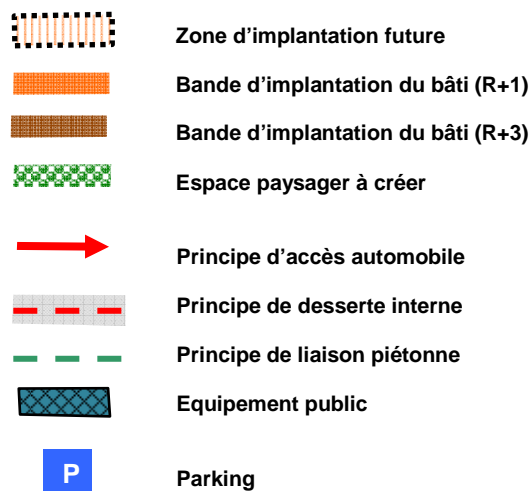 Zone d'implantation future
Bande d'implantation du bâti (R+1)
Bande d'implantation du bâti (R+3)
Espace paysager à créer
Principe d'accès automobile
Principe de desserte interne
Principe de liaison piétonne
Equipement public
P Parking